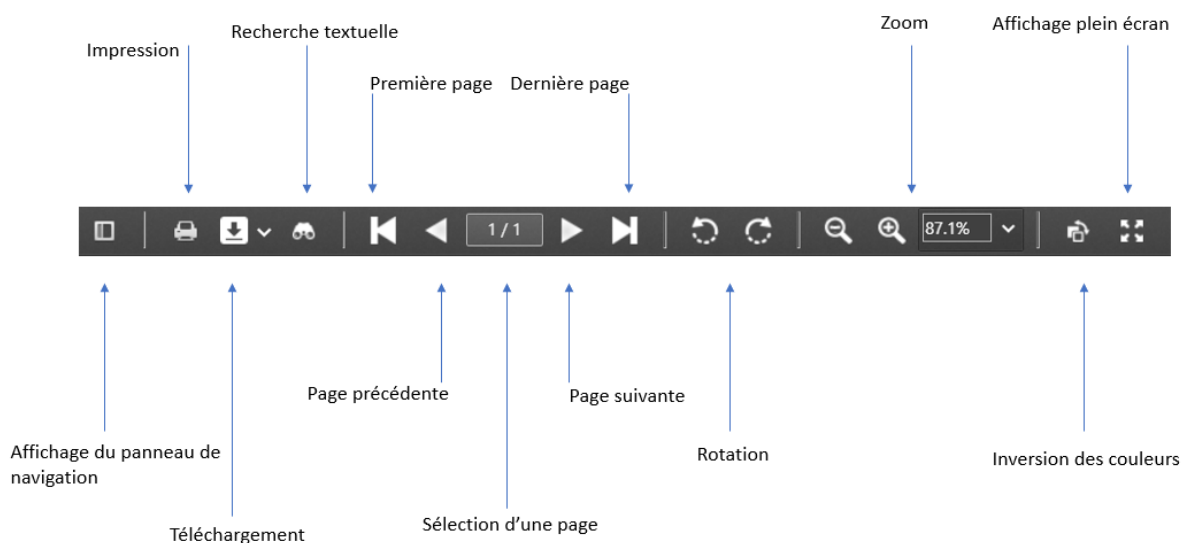 Zoom
Affichage plein écran
Recherche textuelle
Impression
Première page
Dernière page
1 / 1
87.1%
Page précédente
Page suivante
Affichage du panneau de
navigation
Rotation
Inversion des couleurs
Sélection d’une page
Téléchargement